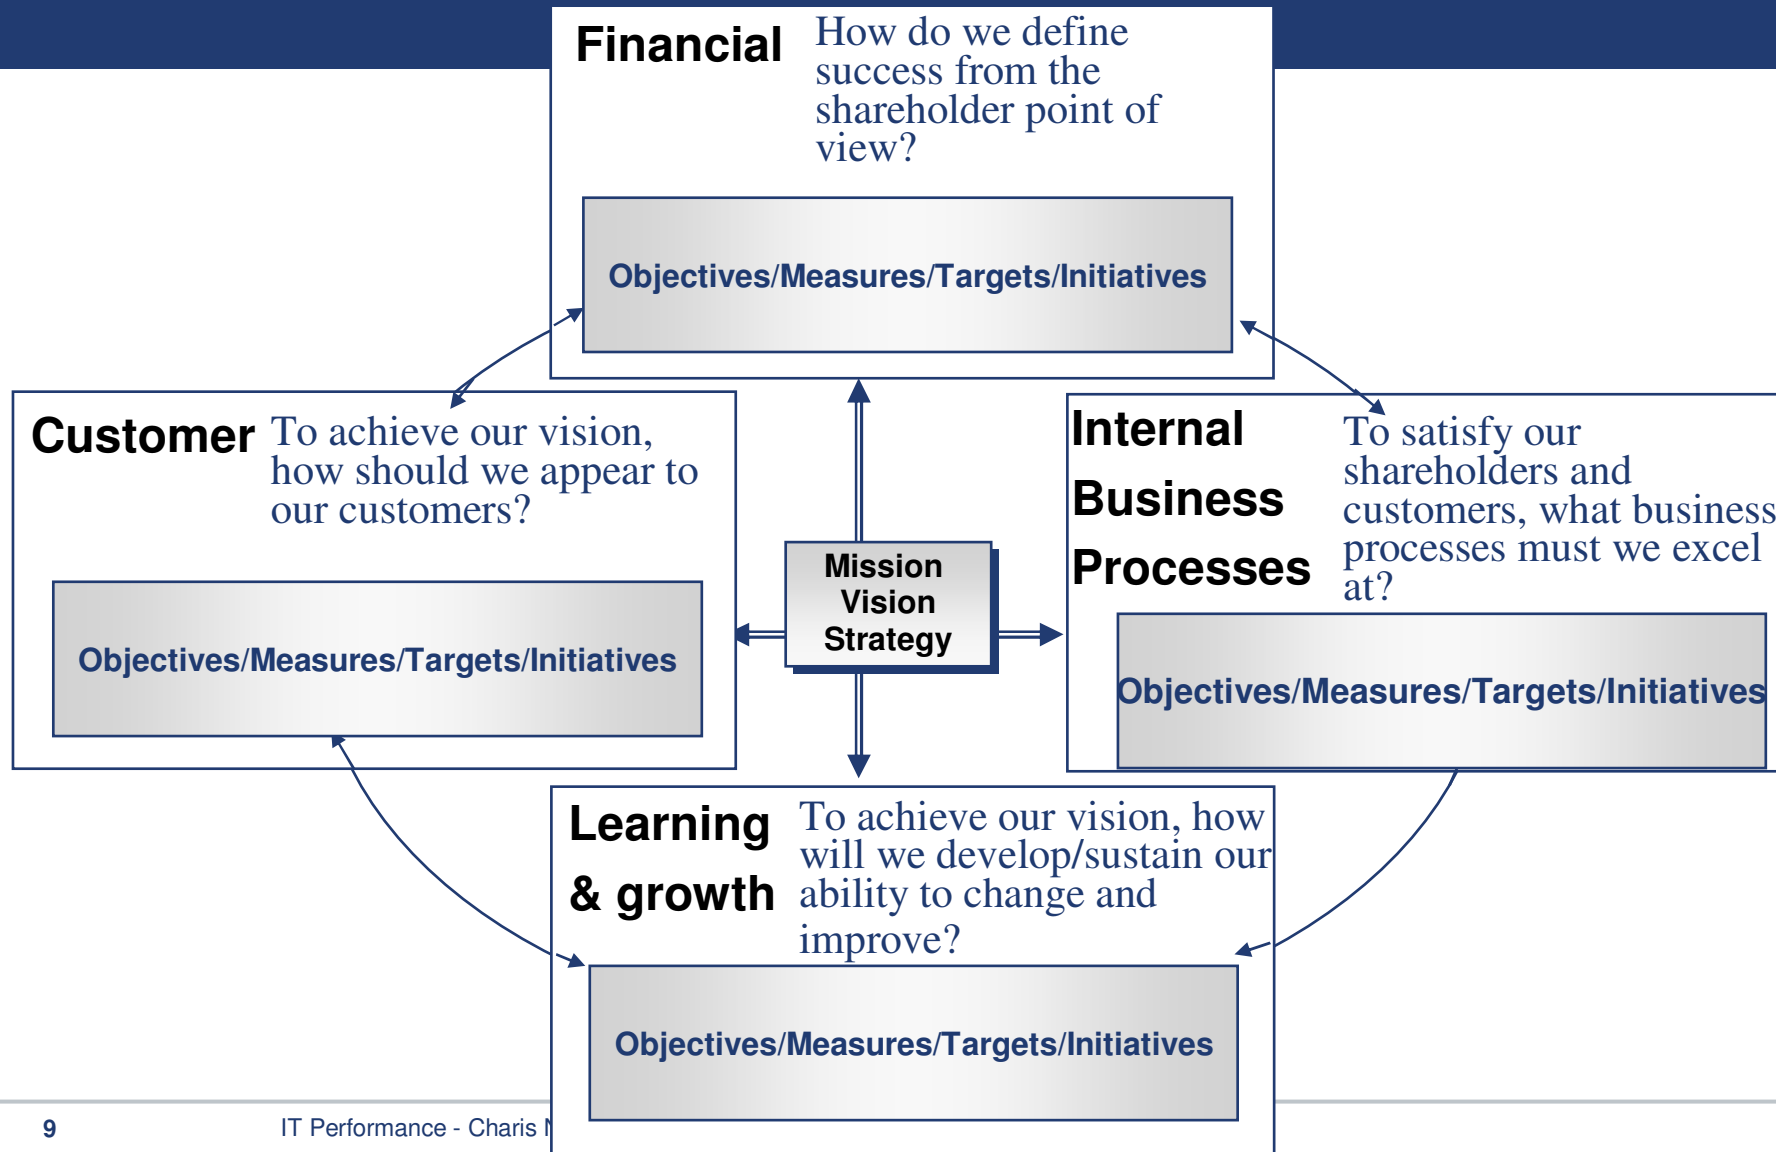 Financial
How do we define
success from the
shareholder point of
view?
Objectives/Measures/Targets/Initiatives
Customer
To achieve our vision,
how should we appear to
our customers?
Objectives/Measures/Targets/Initiatives
Mission
Vision
Strategy
Internal
Business
Processes
To satisfy our
shareholders and
customers, what business
processes must we excel
at?
Objectives/Measures/Targets/Initiatives
Learning
& growth
To achieve our vision, how
will we develop/sustain our
ability to change and
improve?
Objectives/Measures/Targets/Initiatives
9
IT Performance - Charis